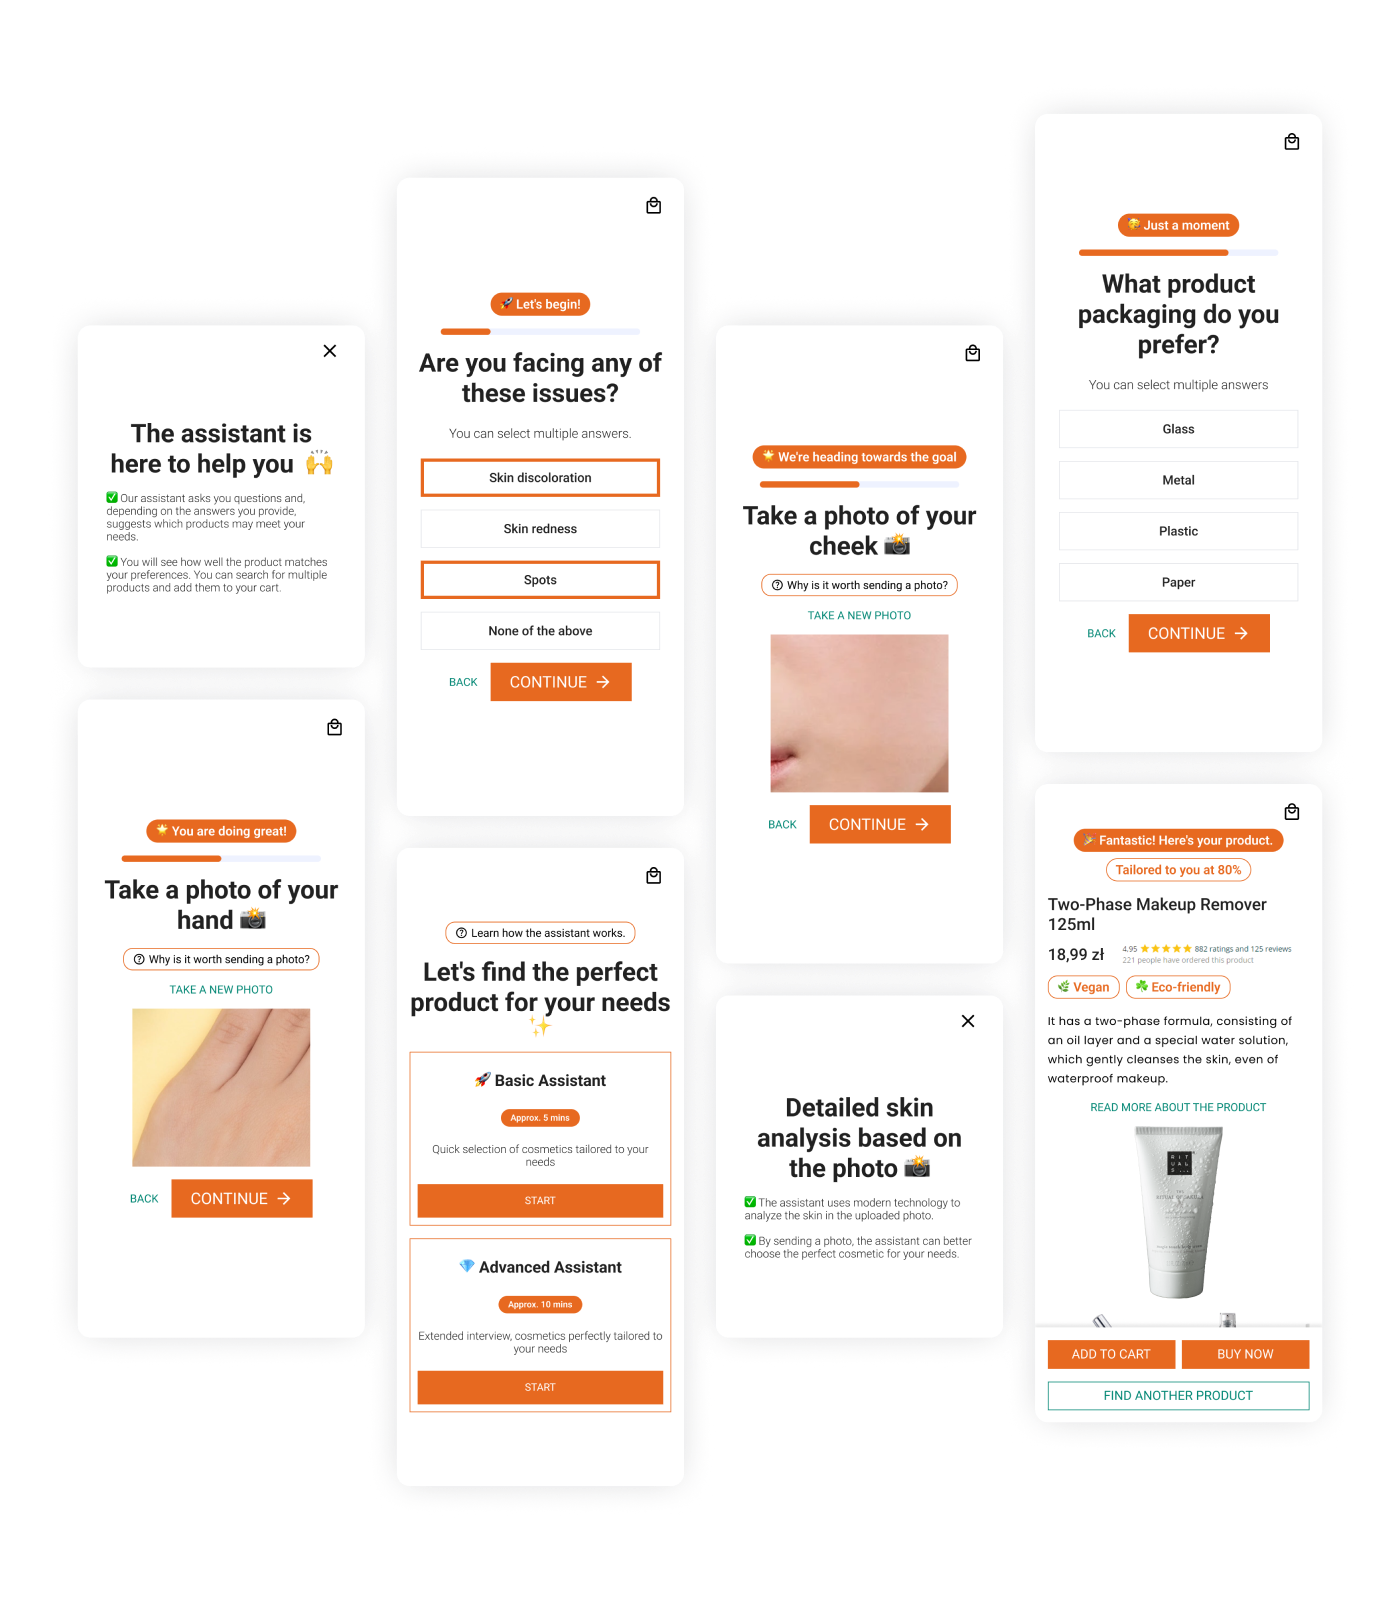 The assistant is
here to help you 🙌
✅ Our assistant asks you questions and,
depending on the answers you provide,
suggests which products may meet your
needs.
✅ You will see how well the product matches
your preferences. You can search for multiple
products and add them to your cart.
🌟 You are doing great!
Take a photo of your
hand 📸
Why is it worth sending a photo?
TAKE A NEW PHOTO
BACK
CONTINUE →
🚀 Let's begin!
Are you facing any of
these issues?
You can select multiple answers.
Skin discoloration
Skin redness
Spots
None of the above
BACK
CONTINUE →
Learn how the assistant works.
Let's find the perfect
product for your needs
✨
🚀 Basic Assistant
Approx. 5 mins
Quick selection of cosmetics tailored to your
needs
START
💎 Advanced Assistant
Approx. 10 mins
Extended interview, cosmetics perfectly tailored to
your needs
START
🌟 We're heading towards the goal
Take a photo of your
cheek 📸
Why is it worth sending a photo?
TAKE A NEW PHOTO
BACK
CONTINUE →
Detailed skin
analysis based on
the photo 📸
✅ The assistant uses modern technology to
analyze the skin in the uploaded photo.
✅ By sending a photo, the assistant can better
choose the perfect cosmetic for your needs.
🥳 Just a moment
What product
packaging do you
prefer?
You can select multiple answers
Glass
Metal
Plastic
Paper
BACK
CONTINUE →
🎉 Fantastic! Here's your product.
Tailored to you at 80%
Two-Phase Makeup Remover
125ml
18,99 zł
4.95 ★★★★★ 882 ratings and 125 reviews
221 people have ordered this product
🌿 Vegan
☘️ Eco-friendly
It has a two-phase formula, consisting of
an oil layer and a special water solution,
which gently cleanses the skin, even of
waterproof makeup.
READ MORE ABOUT THE PRODUCT
RIT
UAL
S...
THE
RITUAL OF
ADD TO CART
BUY NOW
FIND ANOTHER PRODUCT